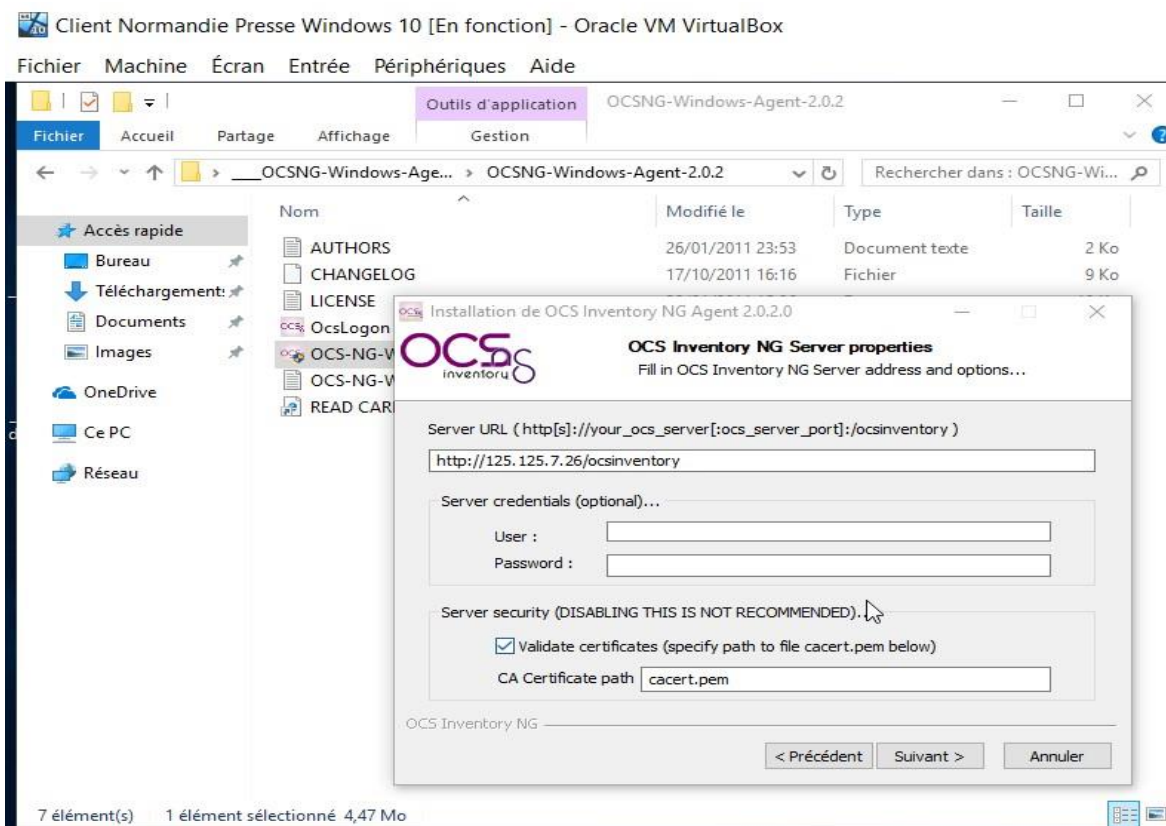 Client Normandie Presse Windows 10 [En fonction] - Oracle VM VirtualBox
Fichier Machine Écran Entrée Périphériques Aide
Outils d'application OCSNG-Windows-Agent-2.0.2
Fichier Accueil Partage Affichage Gestion
___OCSNG-Windows-Age... > OCSNG-Windows-Agent-2.0.2 Rechercher dans : OCSNG-Wi...
Nom Modifié le Type Taille
Accès rapide
Bureau
Téléchargements
Documents
Images
OneDrive
Ce PC
Réseau
AUTHORS 26/01/2011 23:53 Document texte 2 Ko
CHANGELOG 17/10/2011 16:16 Fichier 9 Ko
LICENSE
OcsLogon
OCS-NG-W
OCS-NG-W
READ CAR
Installation de OCS Inventory NG Agent 2.0.2.0
OCS ng
inventory
OCS Inventory NG Server properties
Fill in OCS Inventory NG Server address and options...
Server URL ( http[s]://your_ocs_server[:ocs_server_port]:/ocsinventory )
http://125.125.7.26/ocsinventory
Server credentials (optional)...
User :
Password :
Server security (DISABLING THIS IS NOT RECOMMENDED)...
Validate certificates (specify path to file cacert.pem below)
CA Certificate path cacert.pem
OCS Inventory NG
< Précédent Suivant > Annuler
7 élément(s) 1 élément sélectionné 4,47 Mo